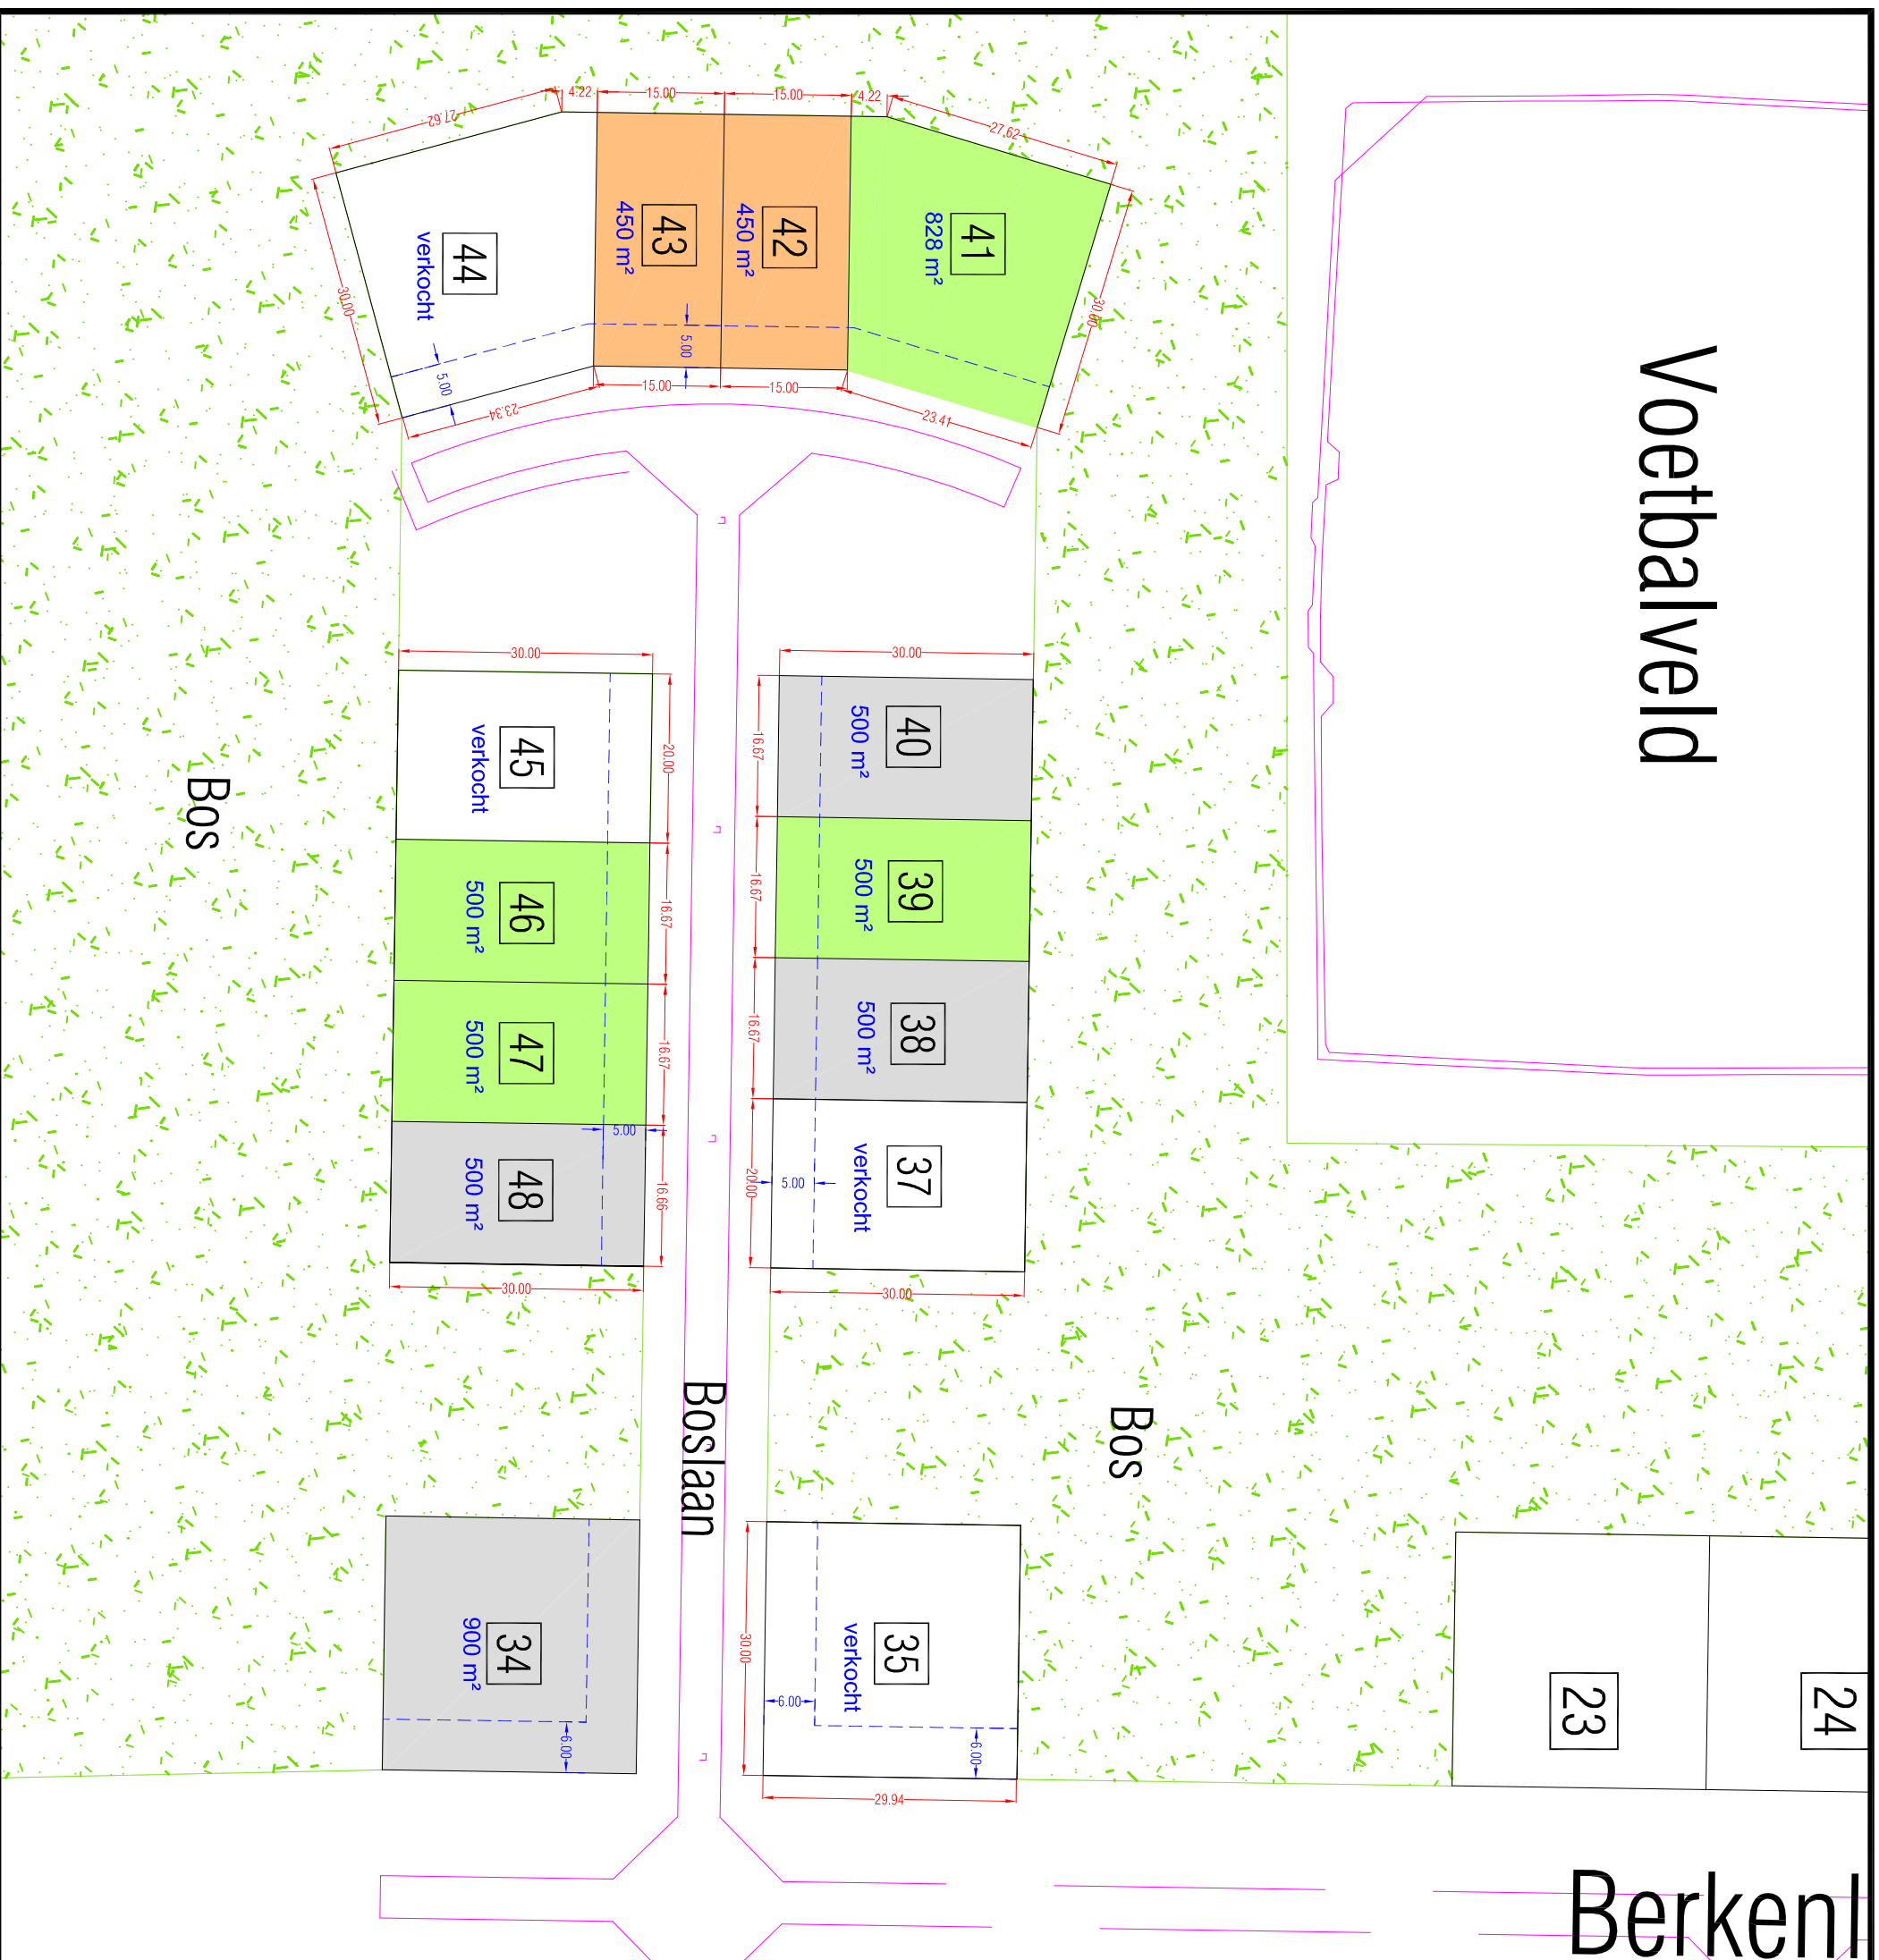 Voetbalveld
4.22
15.00
15.00
4.22
27.62
27.62
30.00
30.00
41
828 m²
42
450 m²
43
450 m²
44
verkocht
5.00
5.00
15.00
15.00
23.41
23.34
30.00
30.00
45
verkocht
20.00
16.67
40
500 m²
46
500 m²
16.67
16.67
39
500 m²
47
500 m²
16.67
16.67
38
500 m²
48
500 m²
5.00
16.66
20.00
5.00
37
verkocht
30.00
30.00
Bos
Bos
Boslaan
34
900 m²
6.00
30.00
35
verkocht
6.00
6.00
29.94
23
24
Berkenl